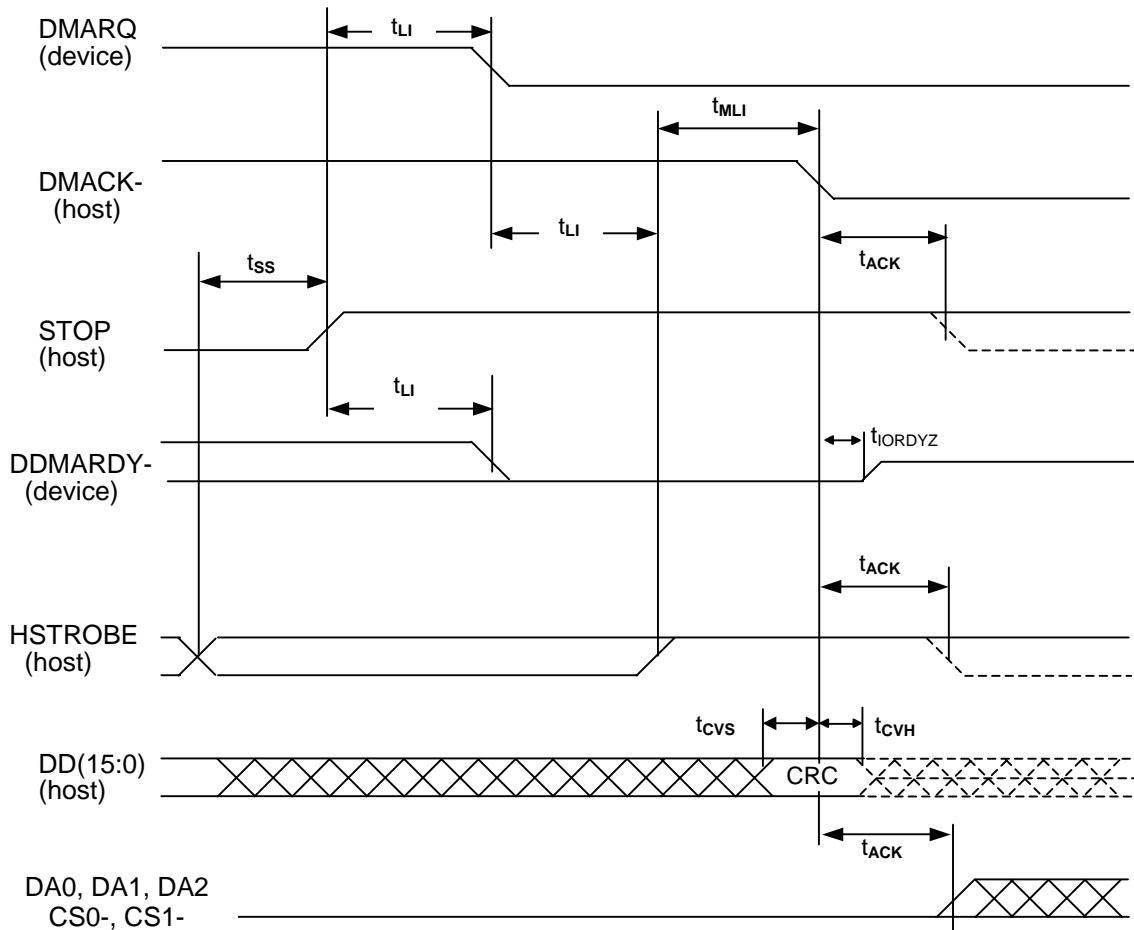 DMARQ
(device)
tLI
tMLI
DMACK-
(host)
tLI
tACK
tSS
STOP
(host)
tLI
DDMARDY-
(device)
tIORDYZ
tACK
HSTROBE
(host)
tCVS
tCVH
DD(15:0)
(host)
CRC
tACK
DA0, DA1, DA2
CS0-, CS1-